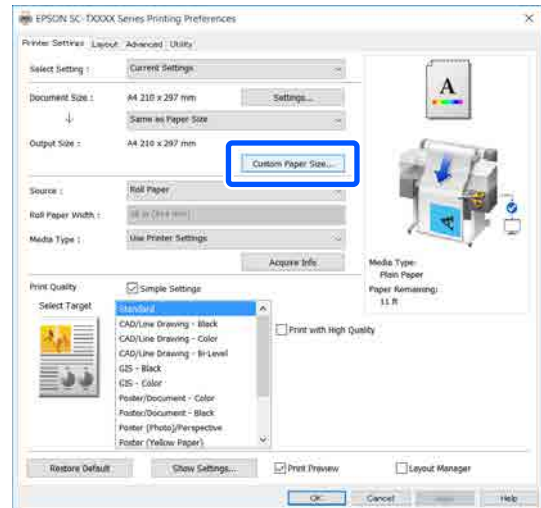 EPSON SC-TXXXX Series Printing Preferences
Printer Settings Layout Advanced Utility
Select Setting : Current Settings
Document Size : A4 210 x 297 mm Settings...
Same as Paper Size
Output Size : A4 210 x 297 mm
Custom Paper Size...
Source : Roll Paper
Roll Paper Width :
Media Type : Use Printer Settings
Acquire Info
A
Media Type:
Plain Paper
Paper Remaining:
11 ft
Print Quality Simple Settings
Select Target
Standard
CAD/Line Drawing - Black
CAD/Line Drawing - Color
CAD/Line Drawing - Bi-Level
GIS - Black
GIS - Color
Poster/Document - Color
Poster/Document - Black
Poster (Photo)/Perspective
Poster (Yellow Paper)
Print with High Quality
Restore Default Show Settings... Print Preview Layout Manager
OK Cancel Help